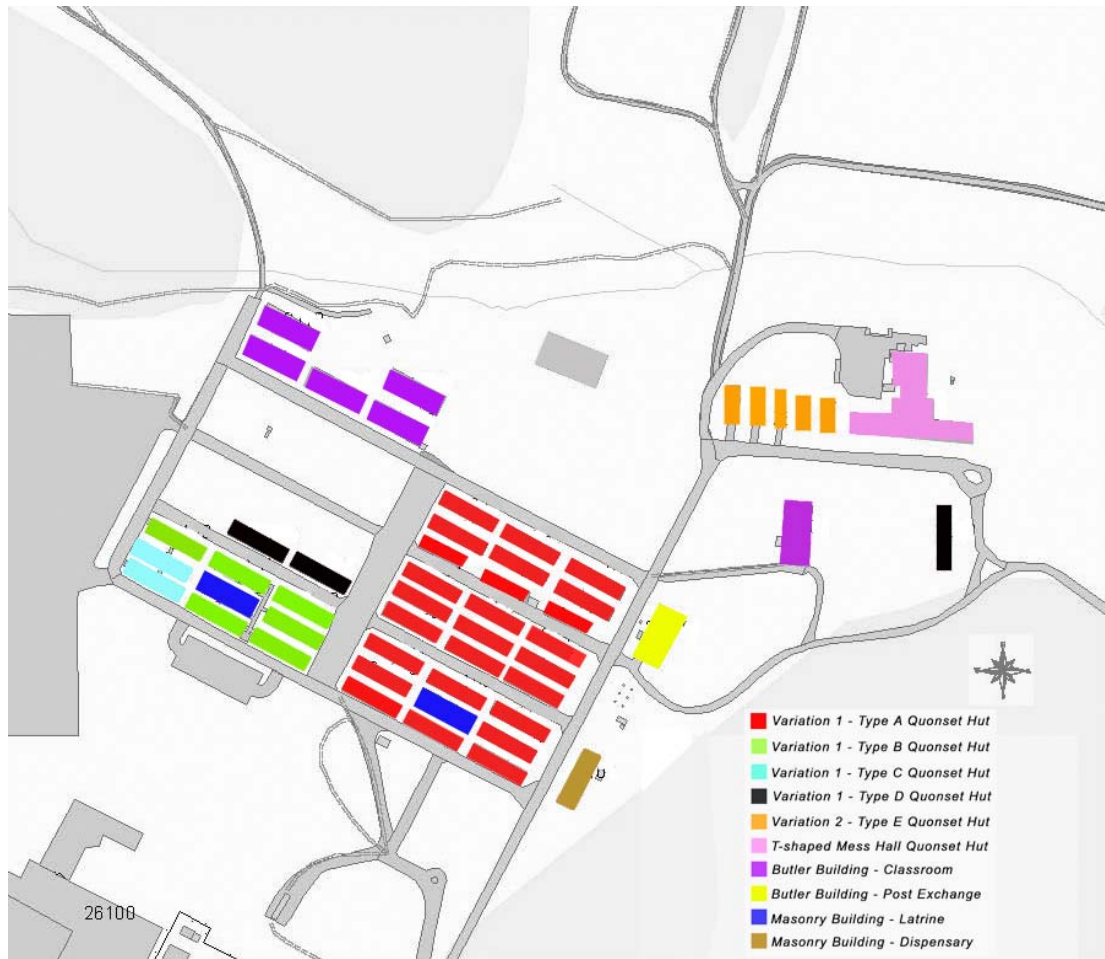 Variation 1 - Type A Quonset Hut
Variation 1 - Type B Quonset Hut
Variation 1 - Type C Quonset Hut
Variation 1 - Type D Quonset Hut
Variation 2 - Type E Quonset Hut
T-shaped Mess Hall Quonset Hut
Butler Building - Classroom
Butler Building - Post Exchange
Masonry Building - Latrine
Masonry Building - Dispensary
26100